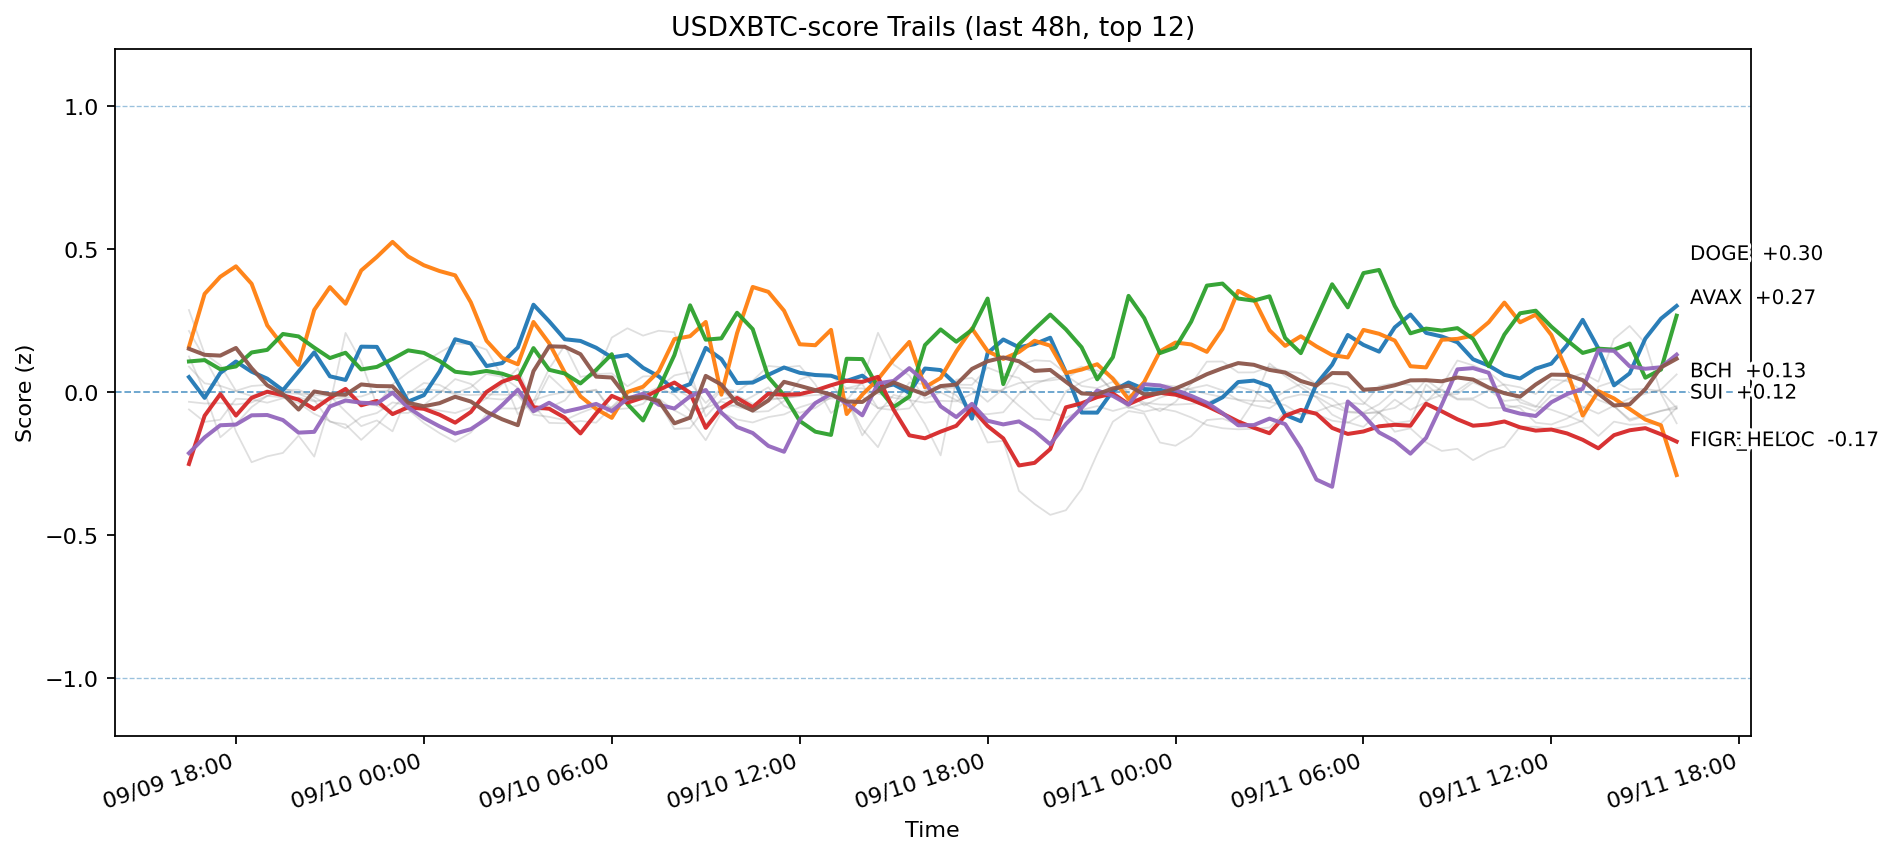 USDXBTC-score Trails (last 48h, top 12)
Score (z)
1.0
0.5
0.0
−0.5
−1.0
DOGE +0.30
AVAX +0.27
BCH +0.13
SUI +0.12
FIGR_HELOC -0.17
09/09 18:00
09/10 00:00
09/10 06:00
09/10 12:00
09/10 18:00
09/11 00:00
09/11 06:00
09/11 12:00
09/11 18:00
Time